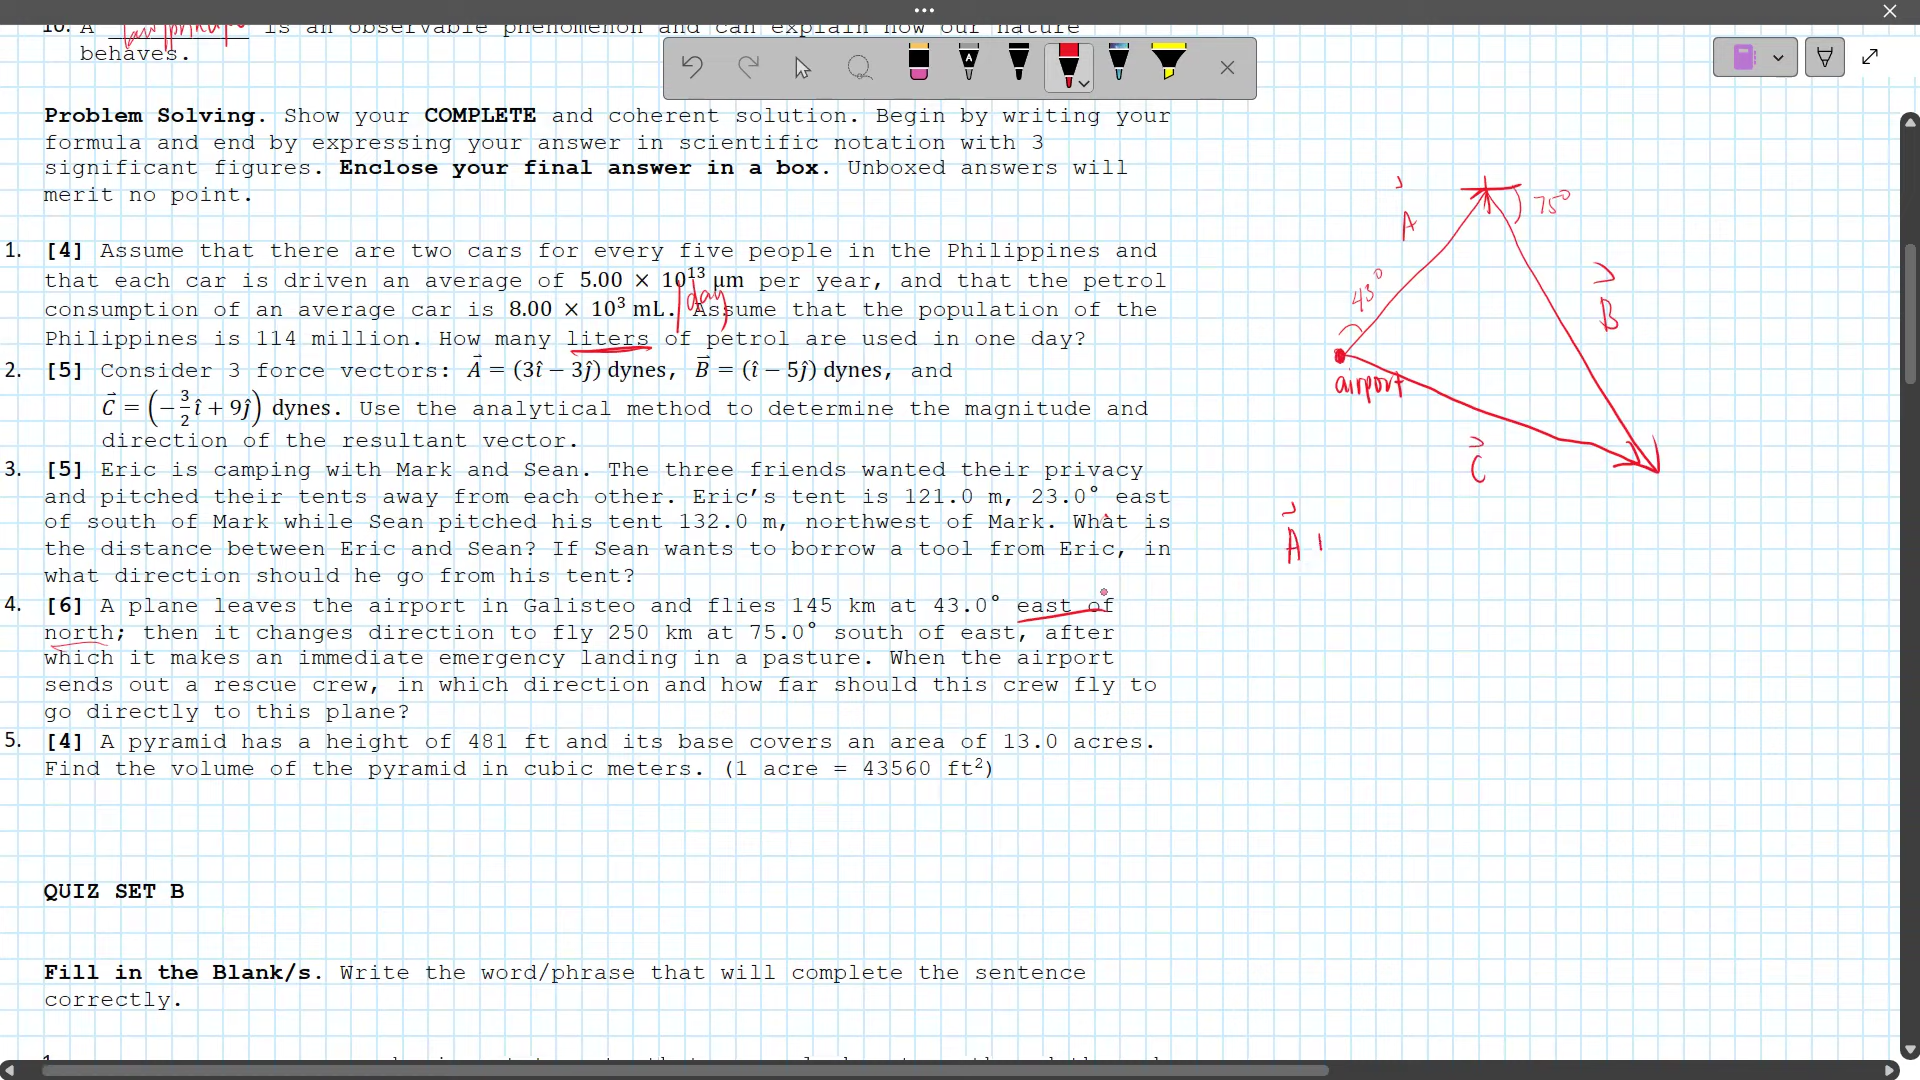 10. A law/principle is an observable phenomenon and can explain how our nature
behaves.
Problem Solving. Show your COMPLETE and coherent solution. Begin by writing your
formula and end by expressing your answer in scientific notation with 3
significant figures. Enclose your final answer in a box. Unboxed answers will
merit no point.
1. [4] Assume that there are two cars for every five people in the Philippines and
that each car is driven an average of 5.00 × 10¹³ μm per year, and that the petrol
consumption of an average car is 8.00 × 10³ mL. /day Assume that the population of the
Philippines is 114 million. How many liters of petrol are used in one day?
2. [5] Consider 3 force vectors: A⃗ = (3î − 3ĵ) dynes, B⃗ = (î − 5ĵ) dynes, and
C⃗ = (−3/2 î + 9ĵ) dynes. Use the analytical method to determine the magnitude and
direction of the resultant vector.
3. [5] Eric is camping with Mark and Sean. The three friends wanted their privacy
and pitched their tents away from each other. Eric’s tent is 121.0 m, 23.0° east
of south of Mark while Sean pitched his tent 132.0 m, northwest of Mark. What is
the distance between Eric and Sean? If Sean wants to borrow a tool from Eric, in
what direction should he go from his tent?
4. [6] A plane leaves the airport in Galisteo and flies 145 km at 43.0° east of
north; then it changes direction to fly 250 km at 75.0° south of east, after
which it makes an immediate emergency landing in a pasture. When the airport
sends out a rescue crew, in which direction and how far should this crew fly to
go directly to this plane?
5. [4] A pyramid has a height of 481 ft and its base covers an area of 13.0 acres.
Find the volume of the pyramid in cubic meters. (1 acre = 43560 ft²)
QUIZ SET B
Fill in the Blank/s. Write the word/phrase that will complete the sentence
correctly.
A
75°
A⃗
43°
B⃗
airport
C⃗
A⃗